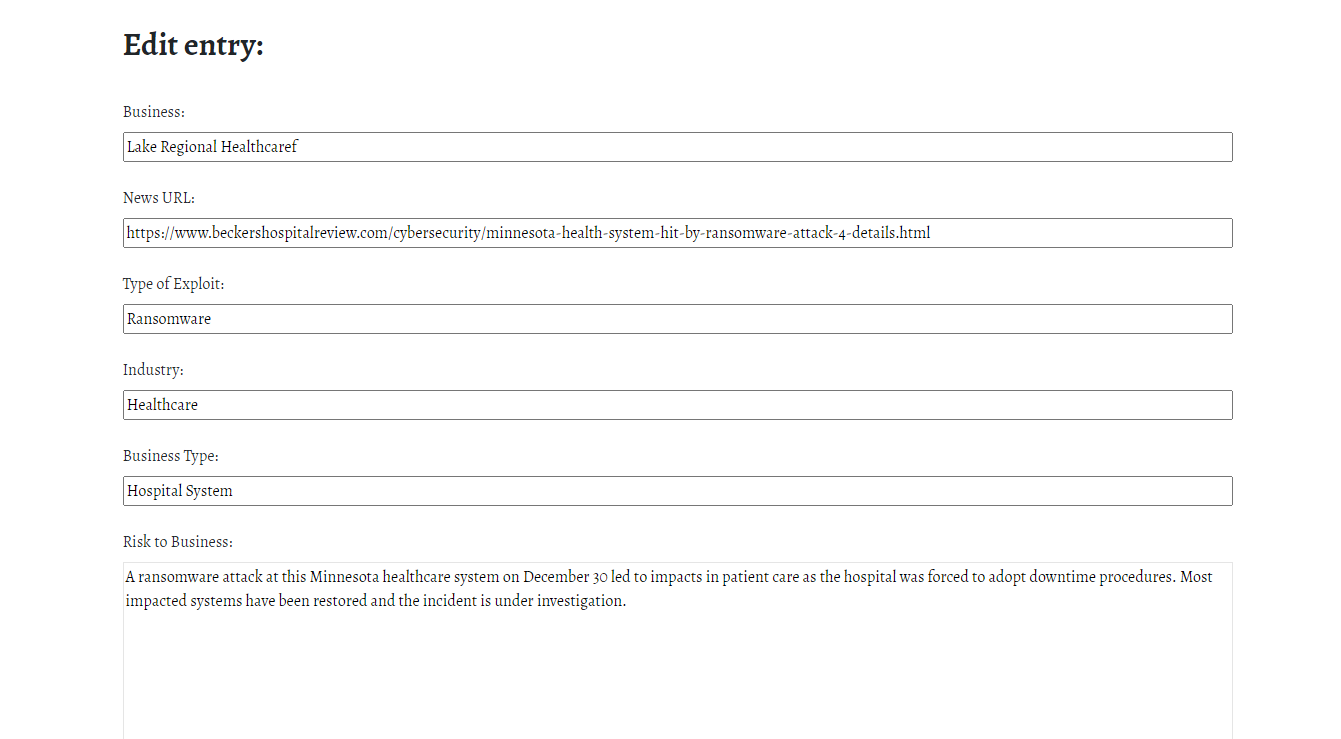 Edit entry:
Business:
Lake Regional Healthcaref
News URL:
https://www.beckershospitalreview.com/cybersecurity/minnesota-health-system-hit-by-ransomware-attack-4-details.html
Type of Exploit:
Ransomware
Industry:
Healthcare
Business Type:
Hospital System
Risk to Business:
A ransomware attack at this Minnesota healthcare system on December 30 led to impacts in patient care as the hospital was forced to adopt downtime procedures. Most
impacted systems have been restored and the incident is under investigation.